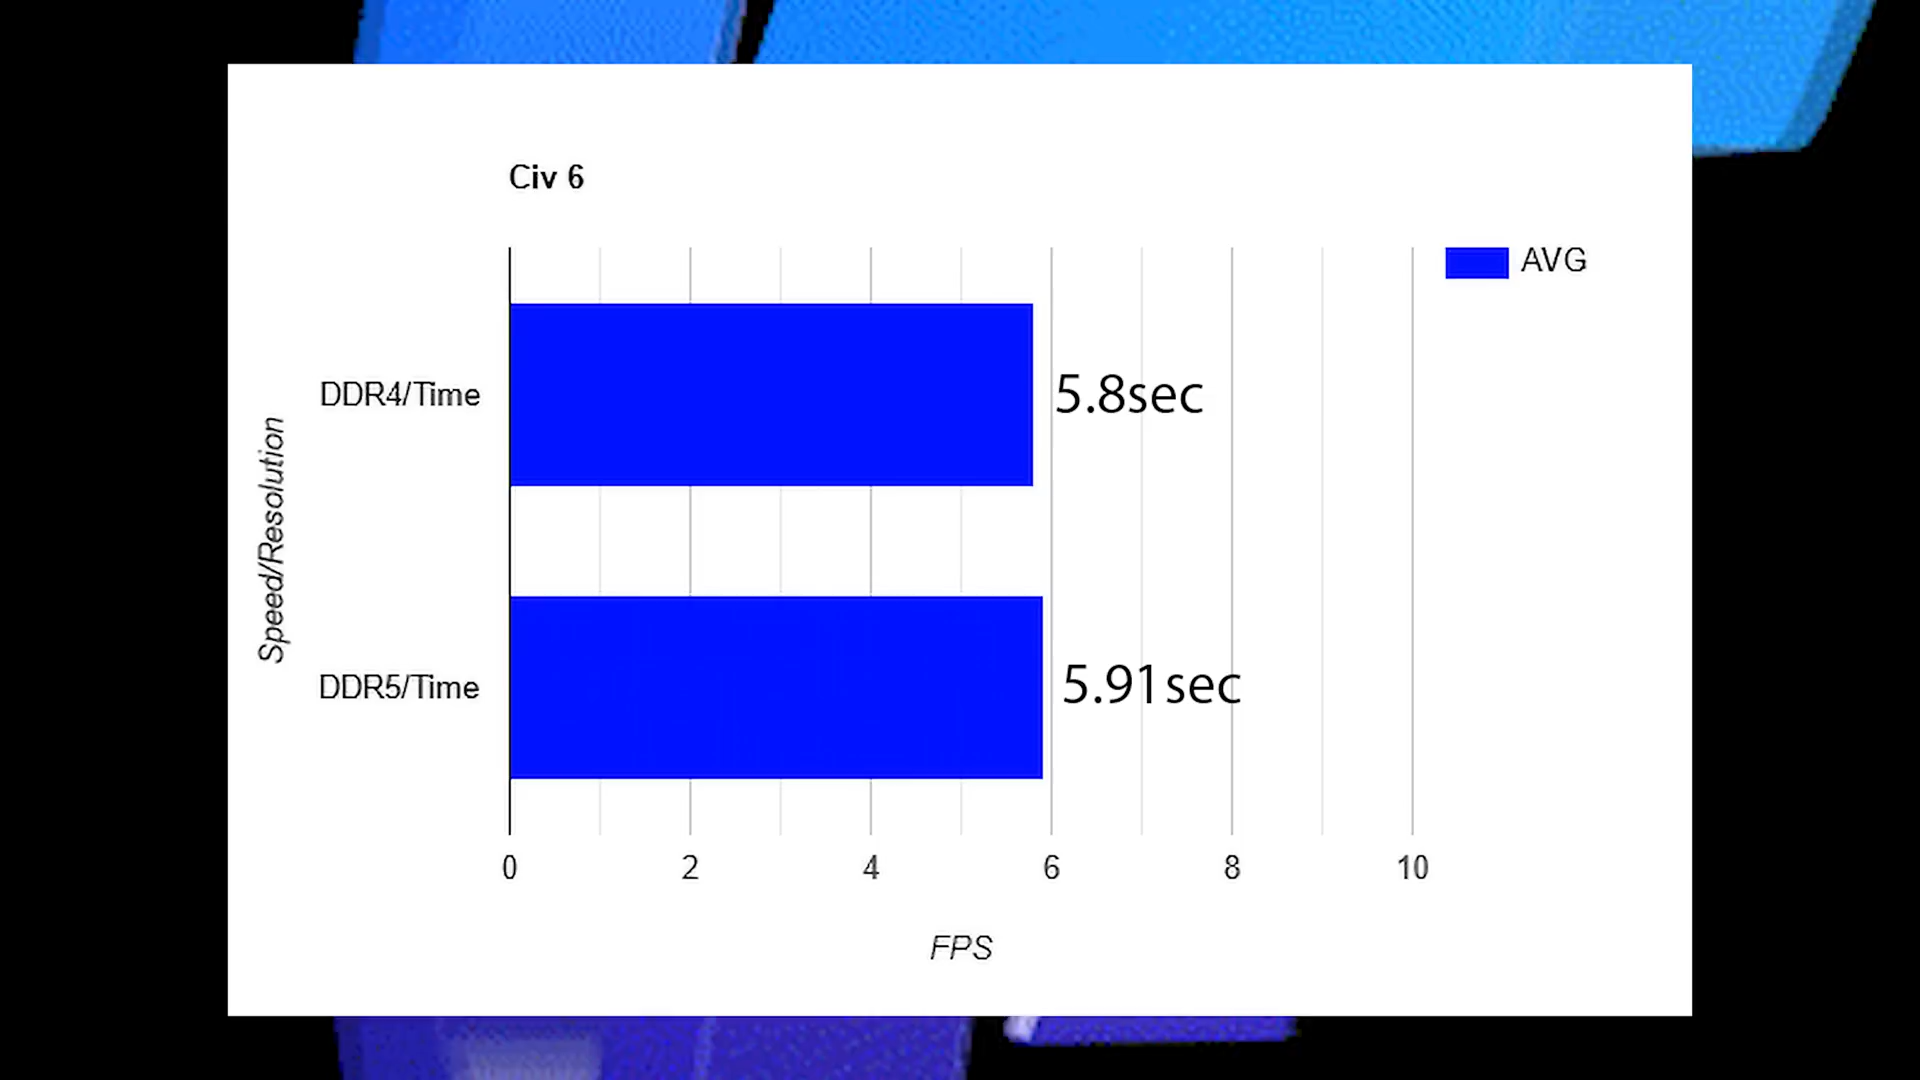 Civ 6
AVG
DDR4/Time
5.8sec
Speed/Resolution
DDR5/Time
5.91sec
0 2 4 6 8 10
FPS